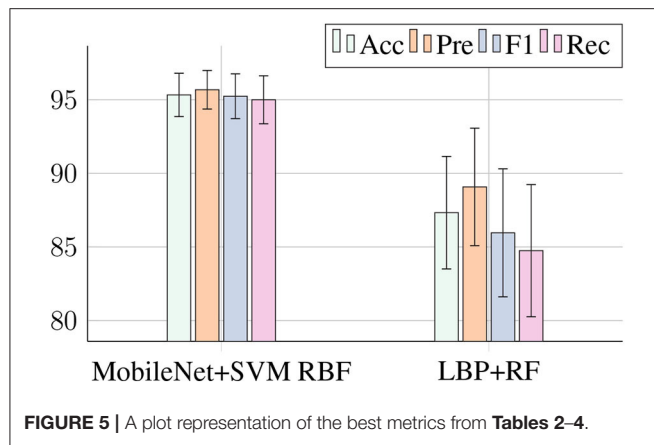 Acc Pre F1 Rec
95
90
85
80
MobileNet+SVM RBF LBP+RF
FIGURE 5 | A plot representation of the best metrics from Tables 2–4.